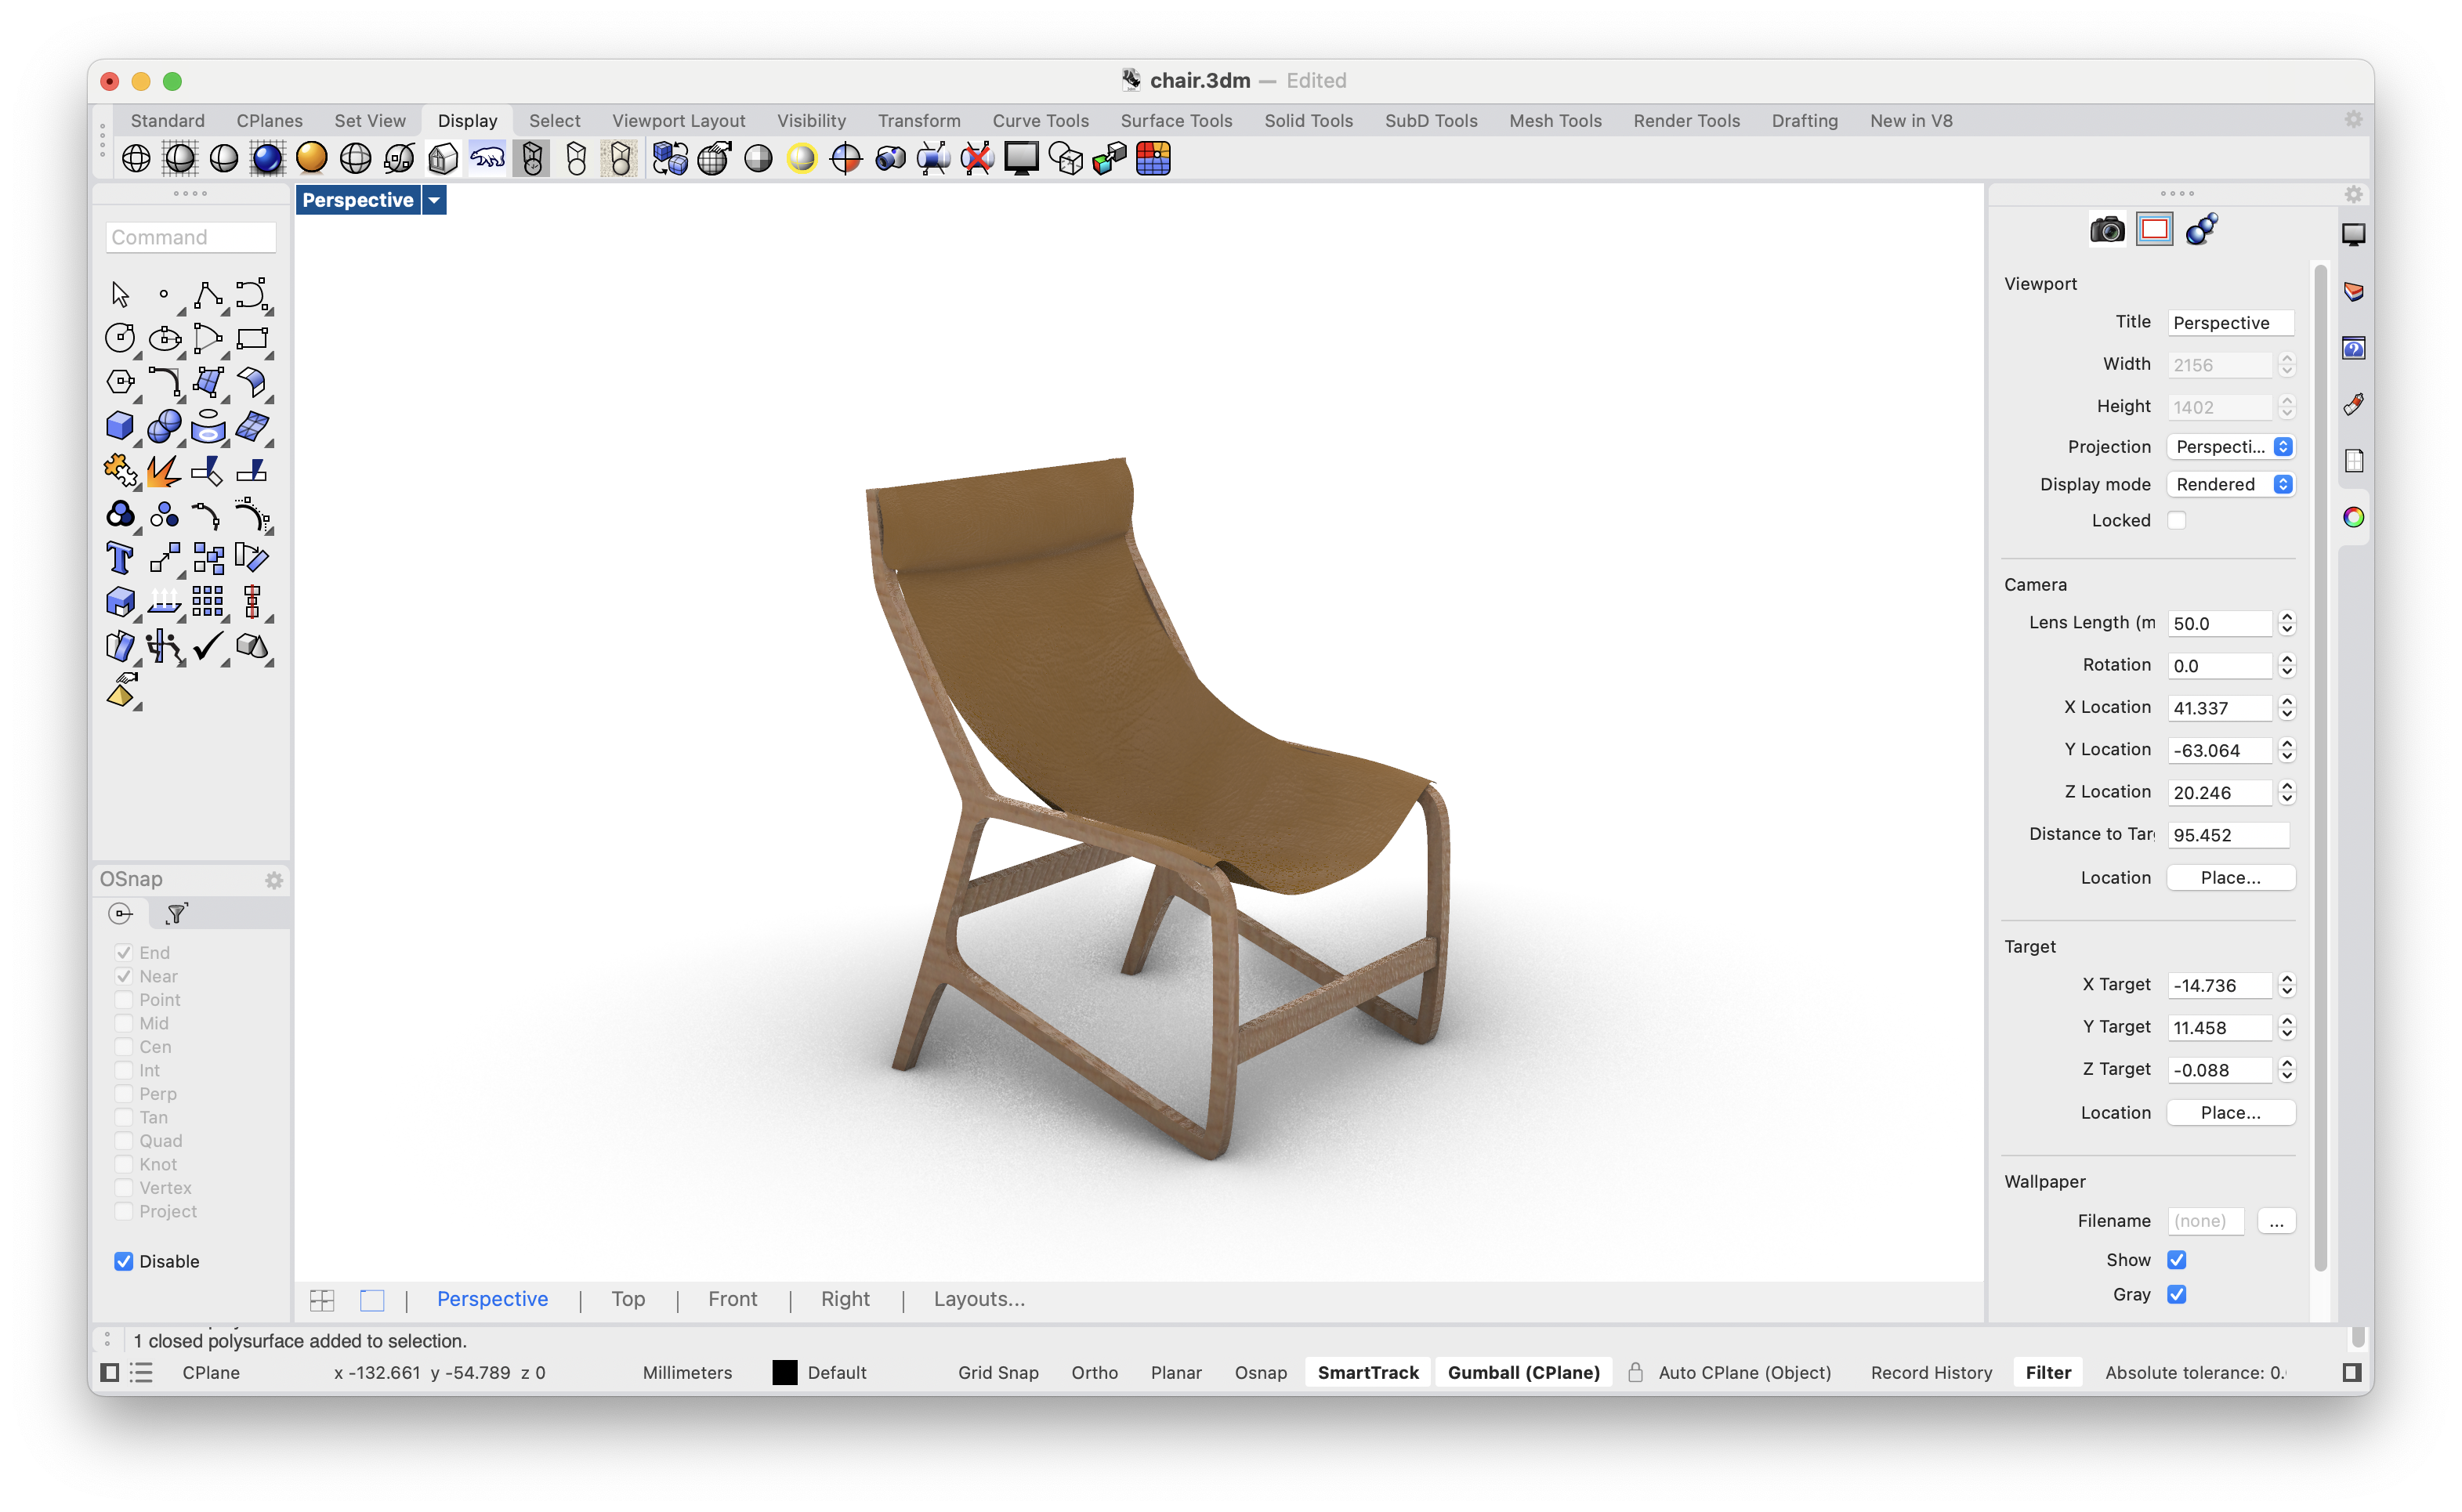 chair.3dm — Edited
Standard CPlanes Set View Display Select Viewport Layout Visibility Transform Curve Tools Surface Tools Solid Tools SubD Tools Mesh Tools Render Tools Drafting New in V8
Perspective
Command
Viewport
Title Perspective
Width 2156
Height 1402
Projection Perspecti...
Display mode Rendered
Locked
Camera
Lens Length (m 50.0
Rotation 0.0
X Location 41.337
Y Location -63.064
Z Location 20.246
Distance to Tar 95.452
Location Place...
Target
X Target -14.736
Y Target 11.458
Z Target -0.088
Location Place...
Wallpaper
Filename (none) ...
Show
Gray
OSnap
End
Near
Point
Mid
Cen
Int
Perp
Tan
Quad
Knot
Vertex
Project
Disable
Perspective | Top | Front | Right | Layouts...
1 closed polysurface added to selection.
CPlane x -132.661 y -54.789 z 0 Millimeters Default Grid Snap Ortho Planar Osnap SmartTrack Gumball (CPlane) Auto CPlane (Object) Record History Filter Absolute tolerance: 0.